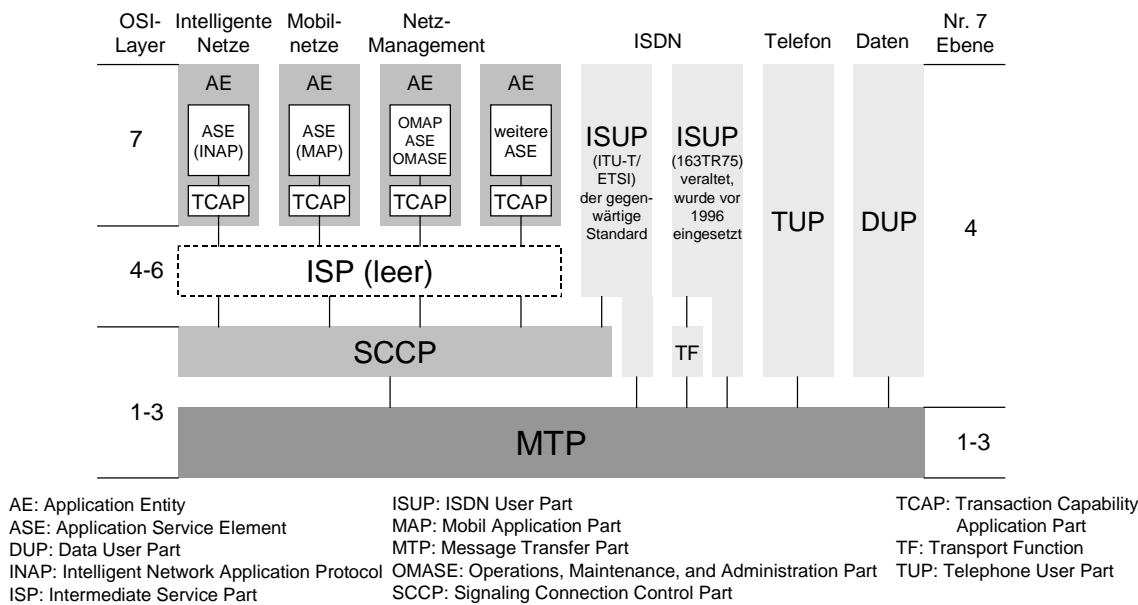 OSI-
Layer
Intelligente
Netze
Mobil-
netze
Netz-
Management
ISDN
Telefon
Daten
Nr. 7
Ebene
7
4-6
1-3
AE
ASE
(INAP)
TCAP
AE
ASE
(MAP)
TCAP
AE
OMAP
ASE
OMASE
TCAP
AE
weitere
ASE
TCAP
ISUP
(ITU-T/
ETSI)
der gegen-
wärtige
Standard
ISUP
(163TR75)
veraltet,
wurde vor
1996
eingesetzt
TUP
DUP
4
ISP (leer)
SCCP
TF
MTP
1-3
AE: Application Entity
ASE: Application Service Element
DUP: Data User Part
INAP: Intelligent Network Application Protocol
ISP: Intermediate Service Part
ISUP: ISDN User Part
MAP: Mobil Application Part
MTP: Message Transfer Part
OMASE: Operations, Maintenance, and Administration Part
SCCP: Signaling Connection Control Part
TCAP: Transaction Capability
Application Part
TF: Transport Function
TUP: Telephone User Part